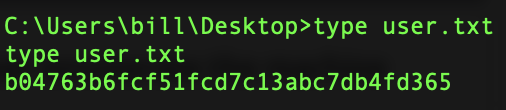 C:\Users\bill\Desktop>type user.txt
type user.txt
b04763b6fcf51fcd7c13abc7db4fd365